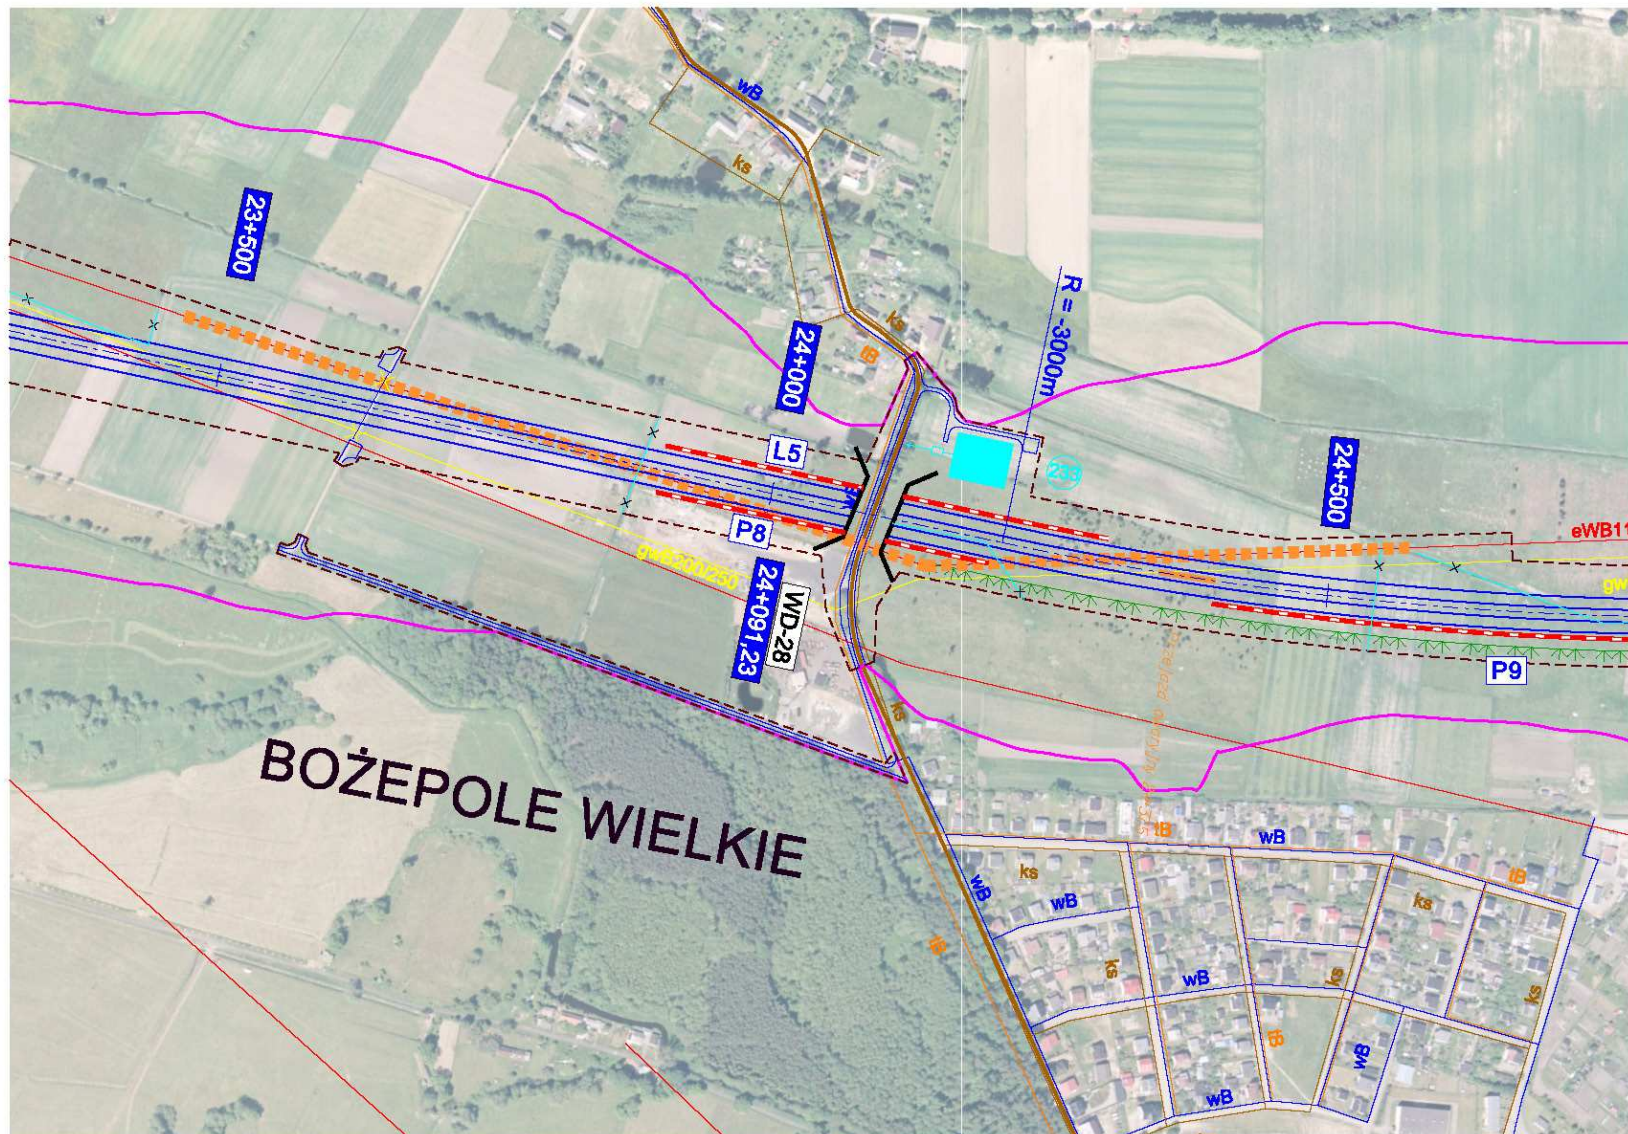 wB
ks
23+500
ks
tB
24+000
R = -3000m
L5
233
24+500
P8
eWB11
gwB200/250
gw
24+091,23
WD-28
P9
ks
BOŻEPOLE WIELKIE
tB
wB
tB
ks
wB
wB
ks
tB
ks
wB
ks
ks
tB
wB
wB